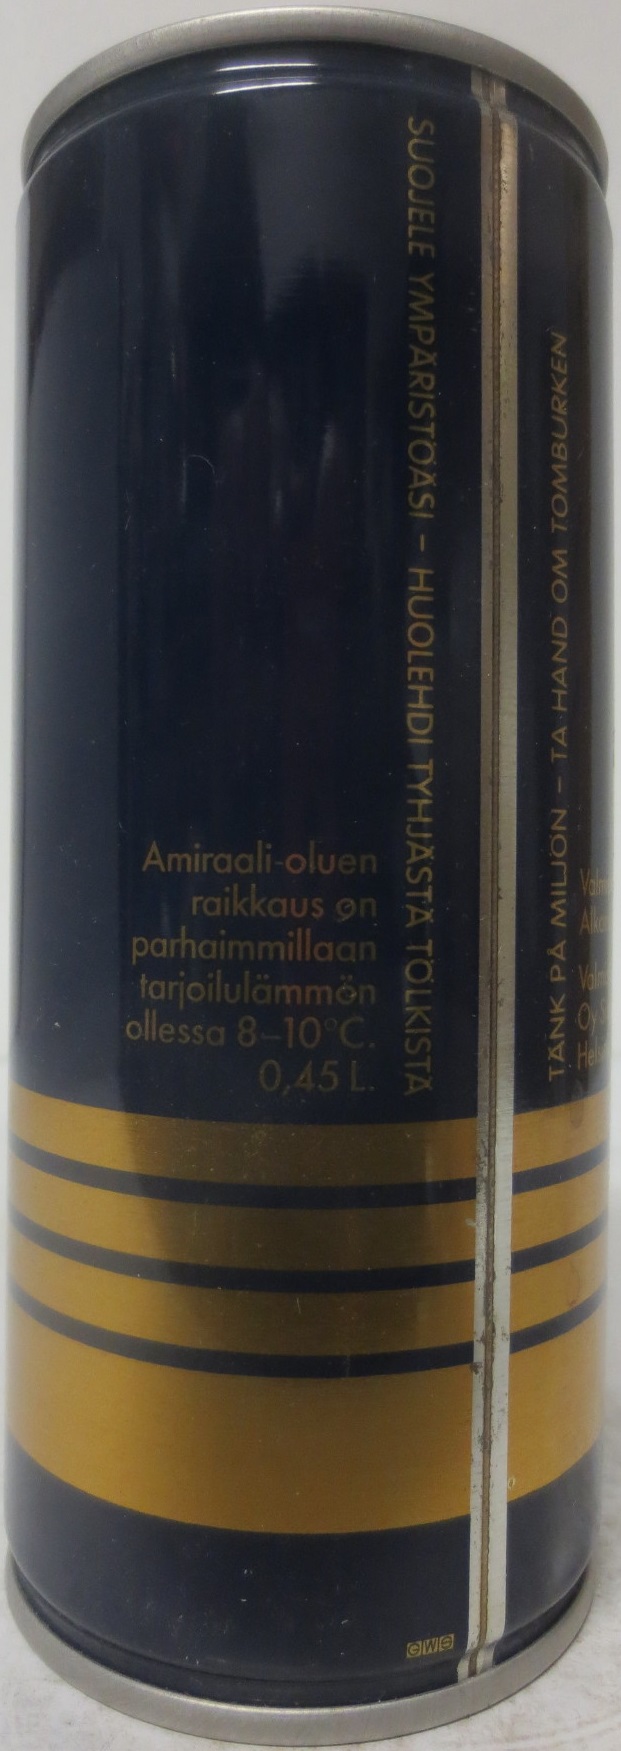 Amiraali-oluen
raikkaus on
parhaimmillaan
tarjoilulämmön
ollessa 8–10°C.
0,45 L.
SUOJELE YMPÄRISTÖÄSI – HUOLEHDI TYHJÄSTÄ TÖLKISTÄ
TÄNK PÅ MILJÖN – TA HAND OM TOMBURKEN
Oy